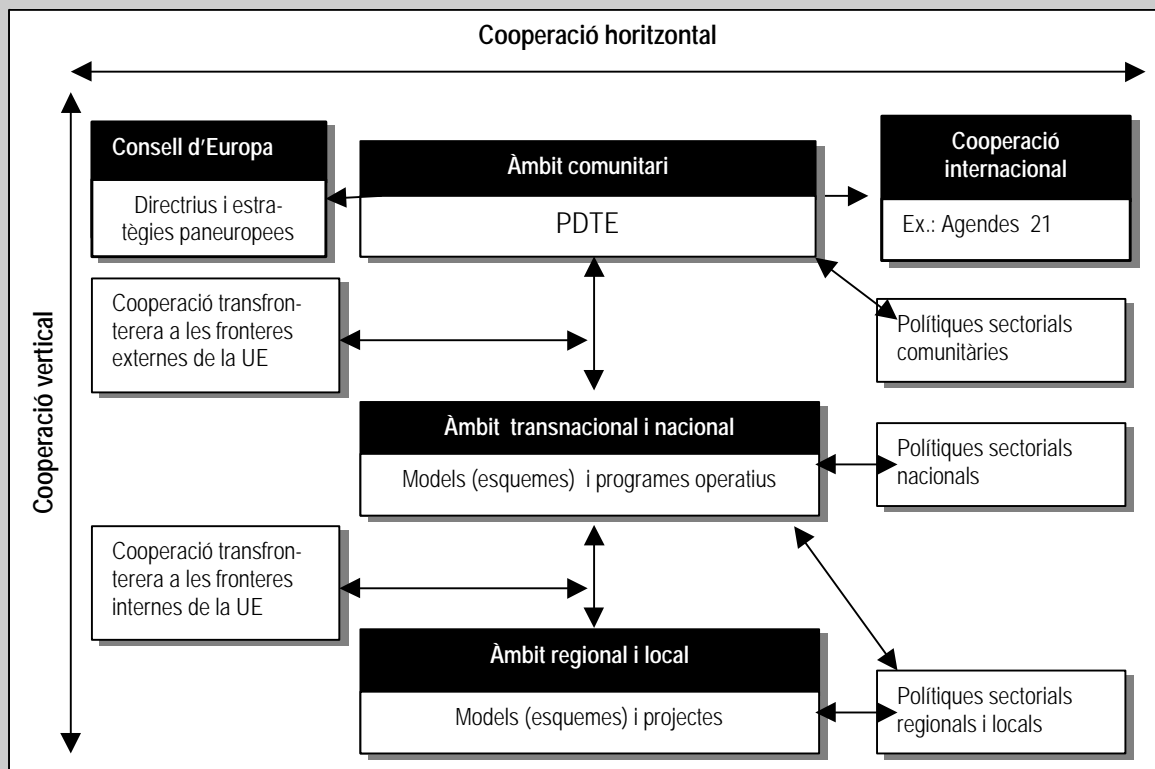 Cooperació horitzontal
Cooperació vertical
Consell d'Europa
Directrius i estra-
tègies paneuropees
Àmbit comunitari
PDTE
Cooperació
internacional
Ex.: Agendes 21
Cooperació transfron-
terera a les fronteres
externes de la UE
Polítiques sectorials
comunitàries
Àmbit transnacional i nacional
Models (esquemes) i programes operatius
Polítiques sectorials
nacionals
Cooperació transfron-
terera a les fronteres
internes de la UE
Àmbit regional i local
Models (esquemes) i projectes
Polítiques sectorials
regionals i locals